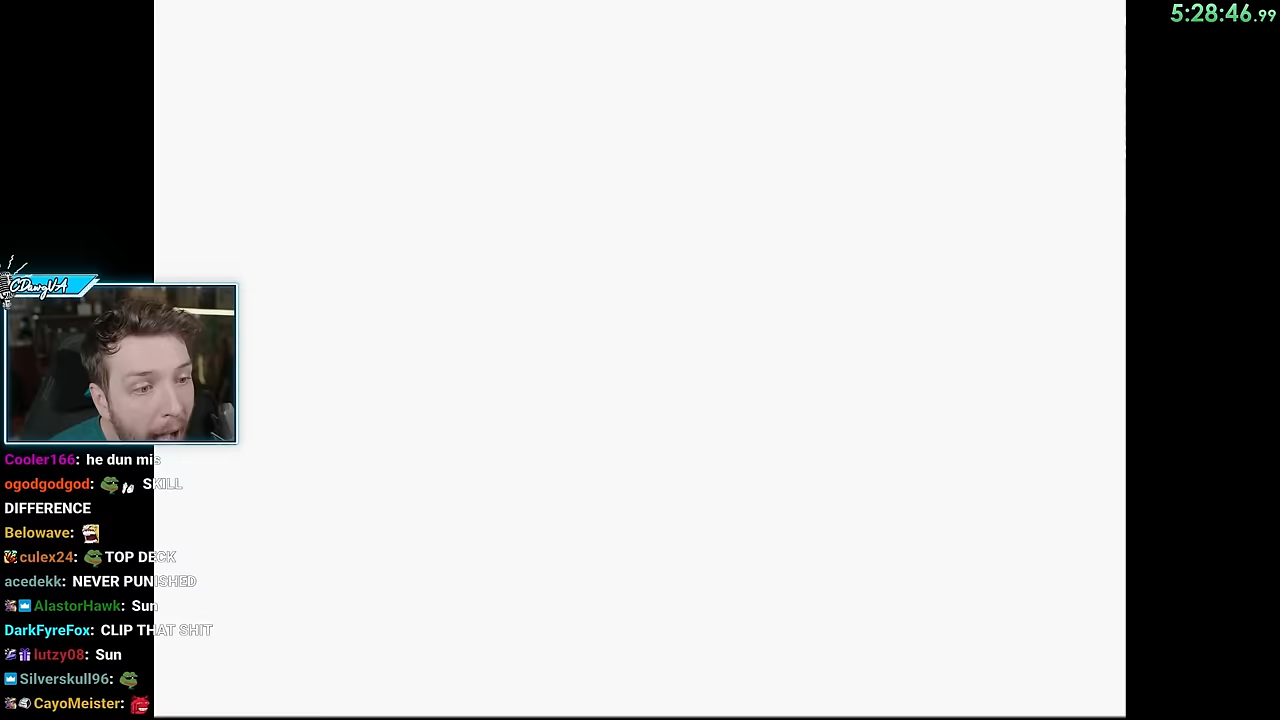 5:28:46.99
CDawgVA
Cooler166: he dun mis
ogodgodgod: to SKILL
DIFFERENCE
Belowave:
culex24: TOP DECK
acedekk: NEVER PUNISHED
AlastorHawk: Sun
DarkFyreFox: CLIP THAT SHIT
lutzy08: Sun
Silverskull96:
CayoMeister: